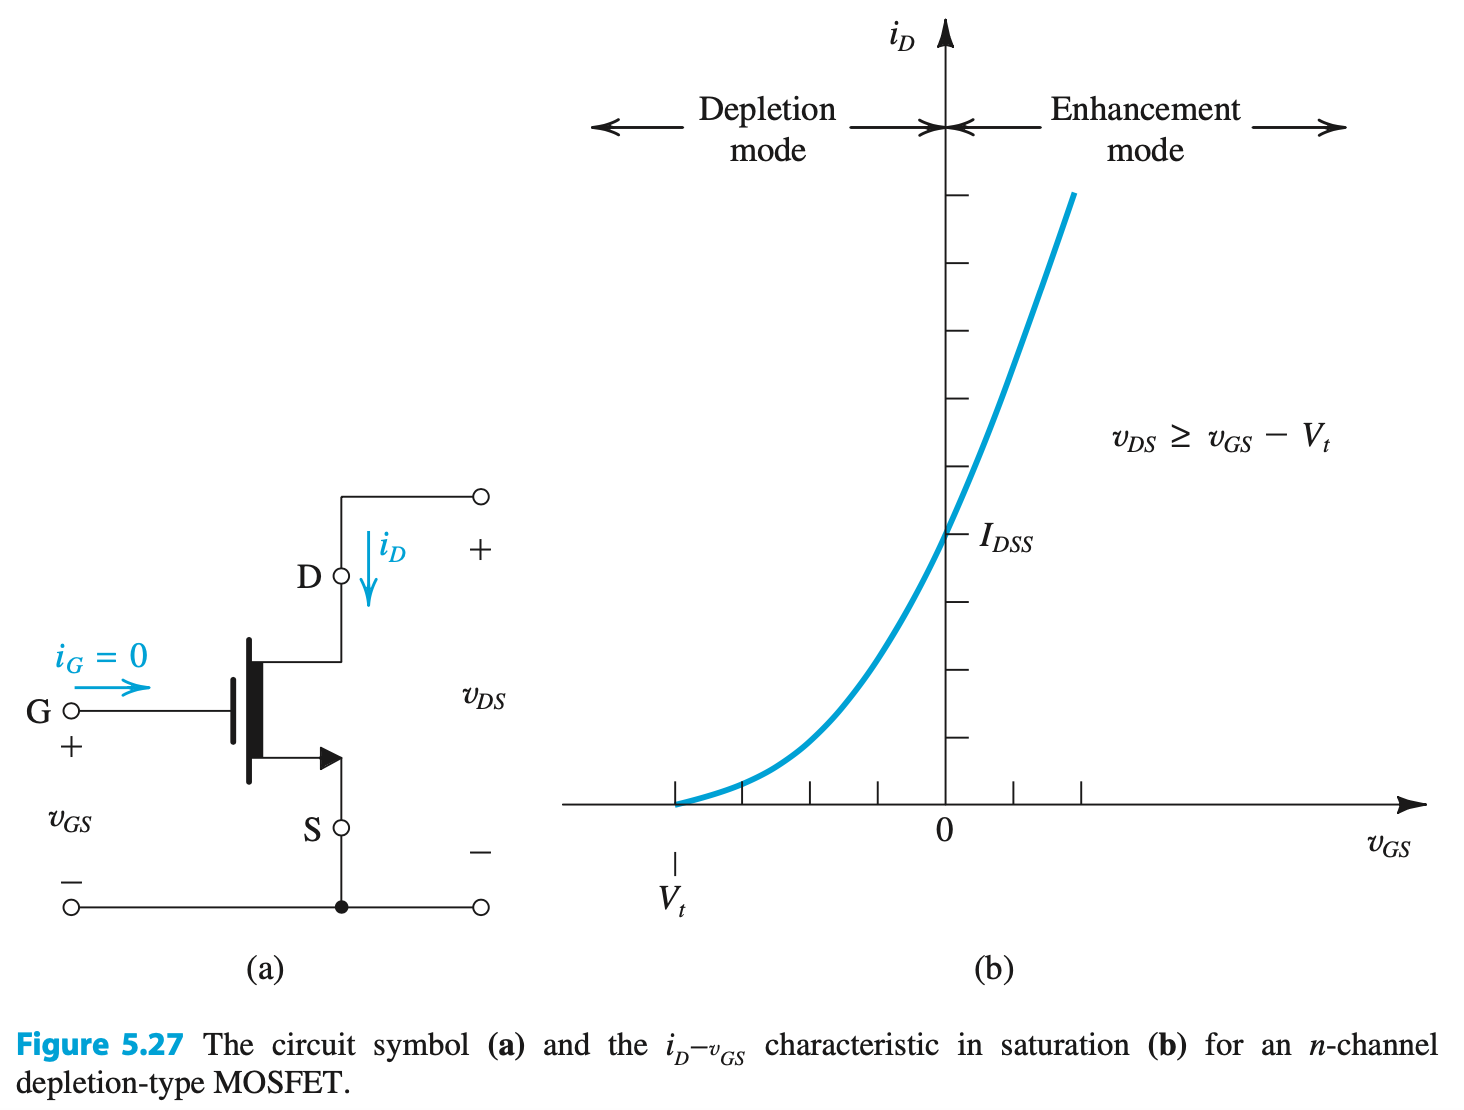 i_D
Depletion mode
Enhancement mode
v_DS ≥ v_GS − V_t
I_DSS
0
v_GS
V_t
(b)
i_D
D
+
i_G = 0
G
+
v_DS
v_GS
S
−
−
(a)
Figure 5.27 The circuit symbol (a) and the i_D–v_GS characteristic in saturation (b) for an n-channel
depletion-type MOSFET.